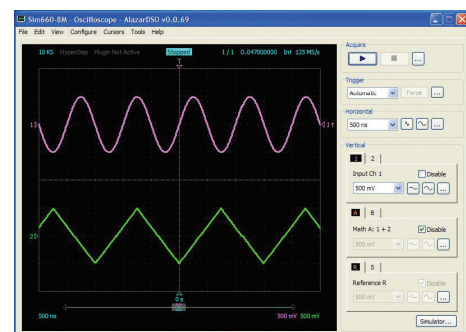 Sim660-8M - Oscilloscope - AlazarDSO v0.0.69
File Edit View Configure Cursors Tools Help
10 KS HyperDisp Plugin Not Active Stopped 1 / 1 0.047000000 Int 125 MS/s
T
1
1
2
0 s
500 ns
500 mV 500 mV
Acquire
...
Trigger
Automatic Force ...
Horizontal
500 ns ...
Vertical
1 2
Input Ch 1 Disable
500 mV ...
A B
Math A: 1 + 2 Disable
500 mV ...
R S
Reference R Disable
500 mV ...
Simulator...